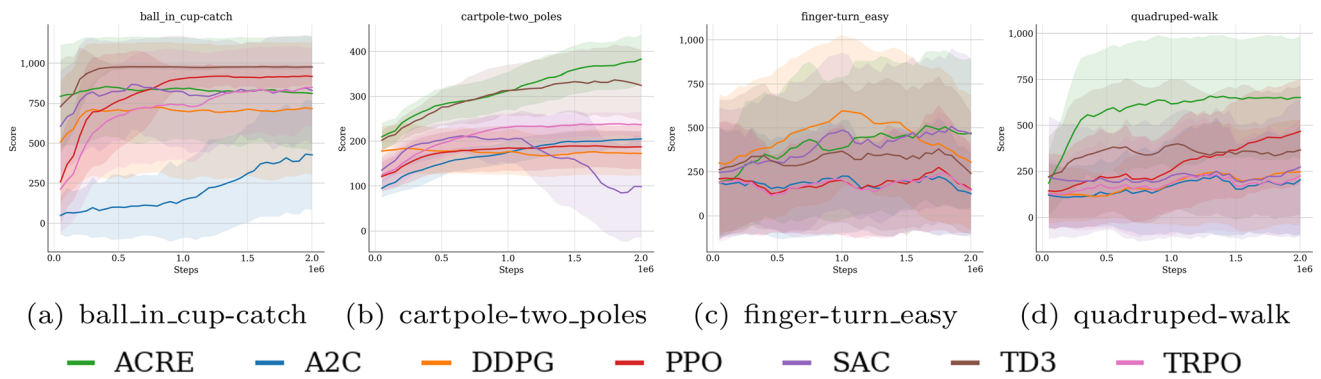 ball_in_cup-catch
1,000
750
500
250
0
Score
0.0 0.5 1.0 1.5 2.0
Steps
1e6
cartpole-two_poles
400
300
200
100
0
Score
0.0 0.5 1.0 1.5 2.0
Steps
1e6
finger-turn_easy
1,000
750
500
250
0
Score
0.0 0.5 1.0 1.5 2.0
Steps
1e6
quadruped-walk
1,000
750
500
250
0
Score
0.0 0.5 1.0 1.5 2.0
Steps
1e6
(a) ball_in_cup-catch (b) cartpole-two_poles (c) finger-turn_easy (d) quadruped-walk
ACRE A2C DDPG PPO SAC TD3 TRPO